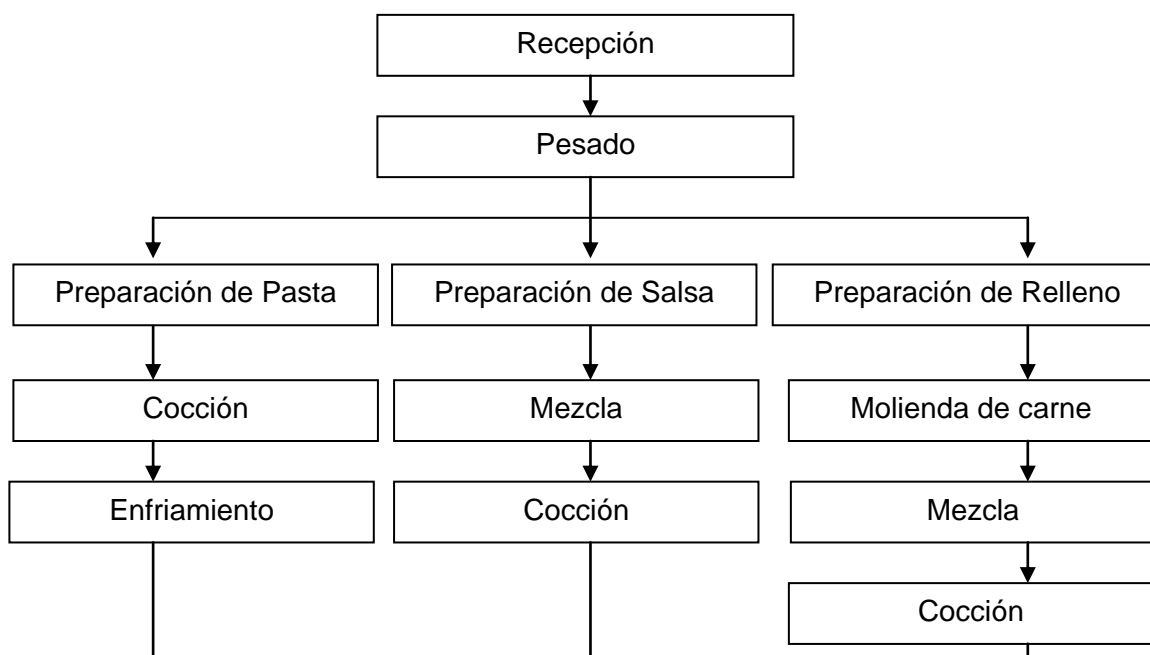 Recepción
Pesado
Preparación de Pasta
Preparación de Salsa
Preparación de Relleno
Cocción
Mezcla
Molienda de carne
Enfriamiento
Cocción
Mezcla
Cocción